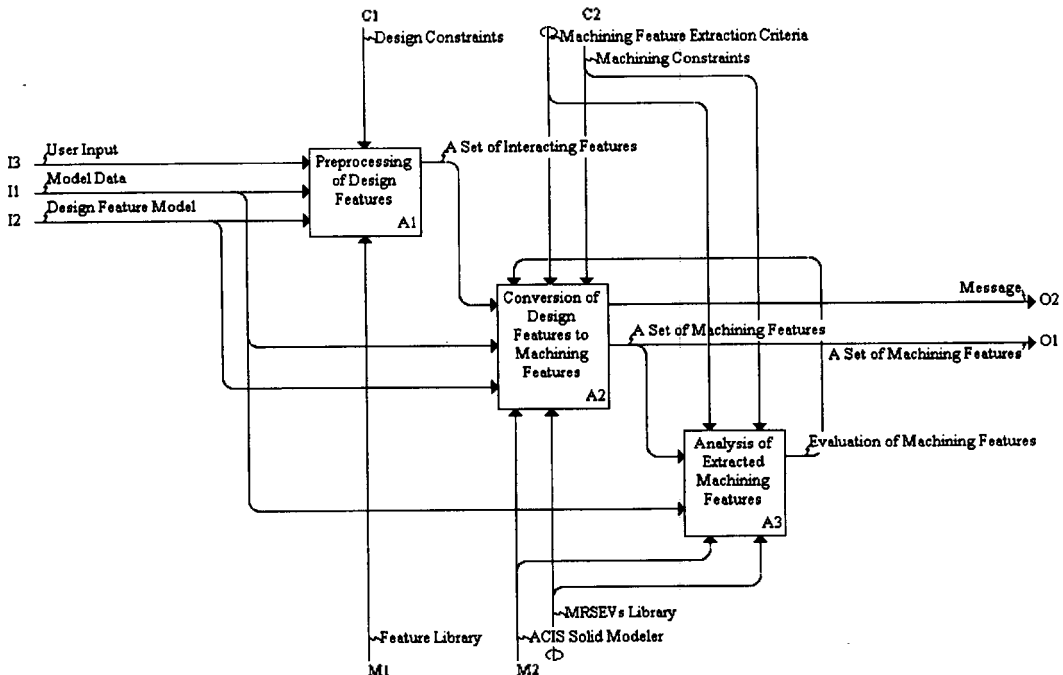 C1
C2
Design Constraints
Machining Feature Extraction Criteria
Machining Constraints
I3
User Input
I1
Model Data
I2
Design Feature Model
Preprocessing
of Design
Features
A1
A Set of Interacting Features
Conversion of
Design
Features to
Machining
Features
A2
Message
O2
A Set of Machining Features
O1
A Set of Machining Features
Analysis of
Extracted
Machining
Features
A3
Evaluation of Machining Features
MRSEVs Library
Feature Library
ACIS Solid Modeler
M1
M2